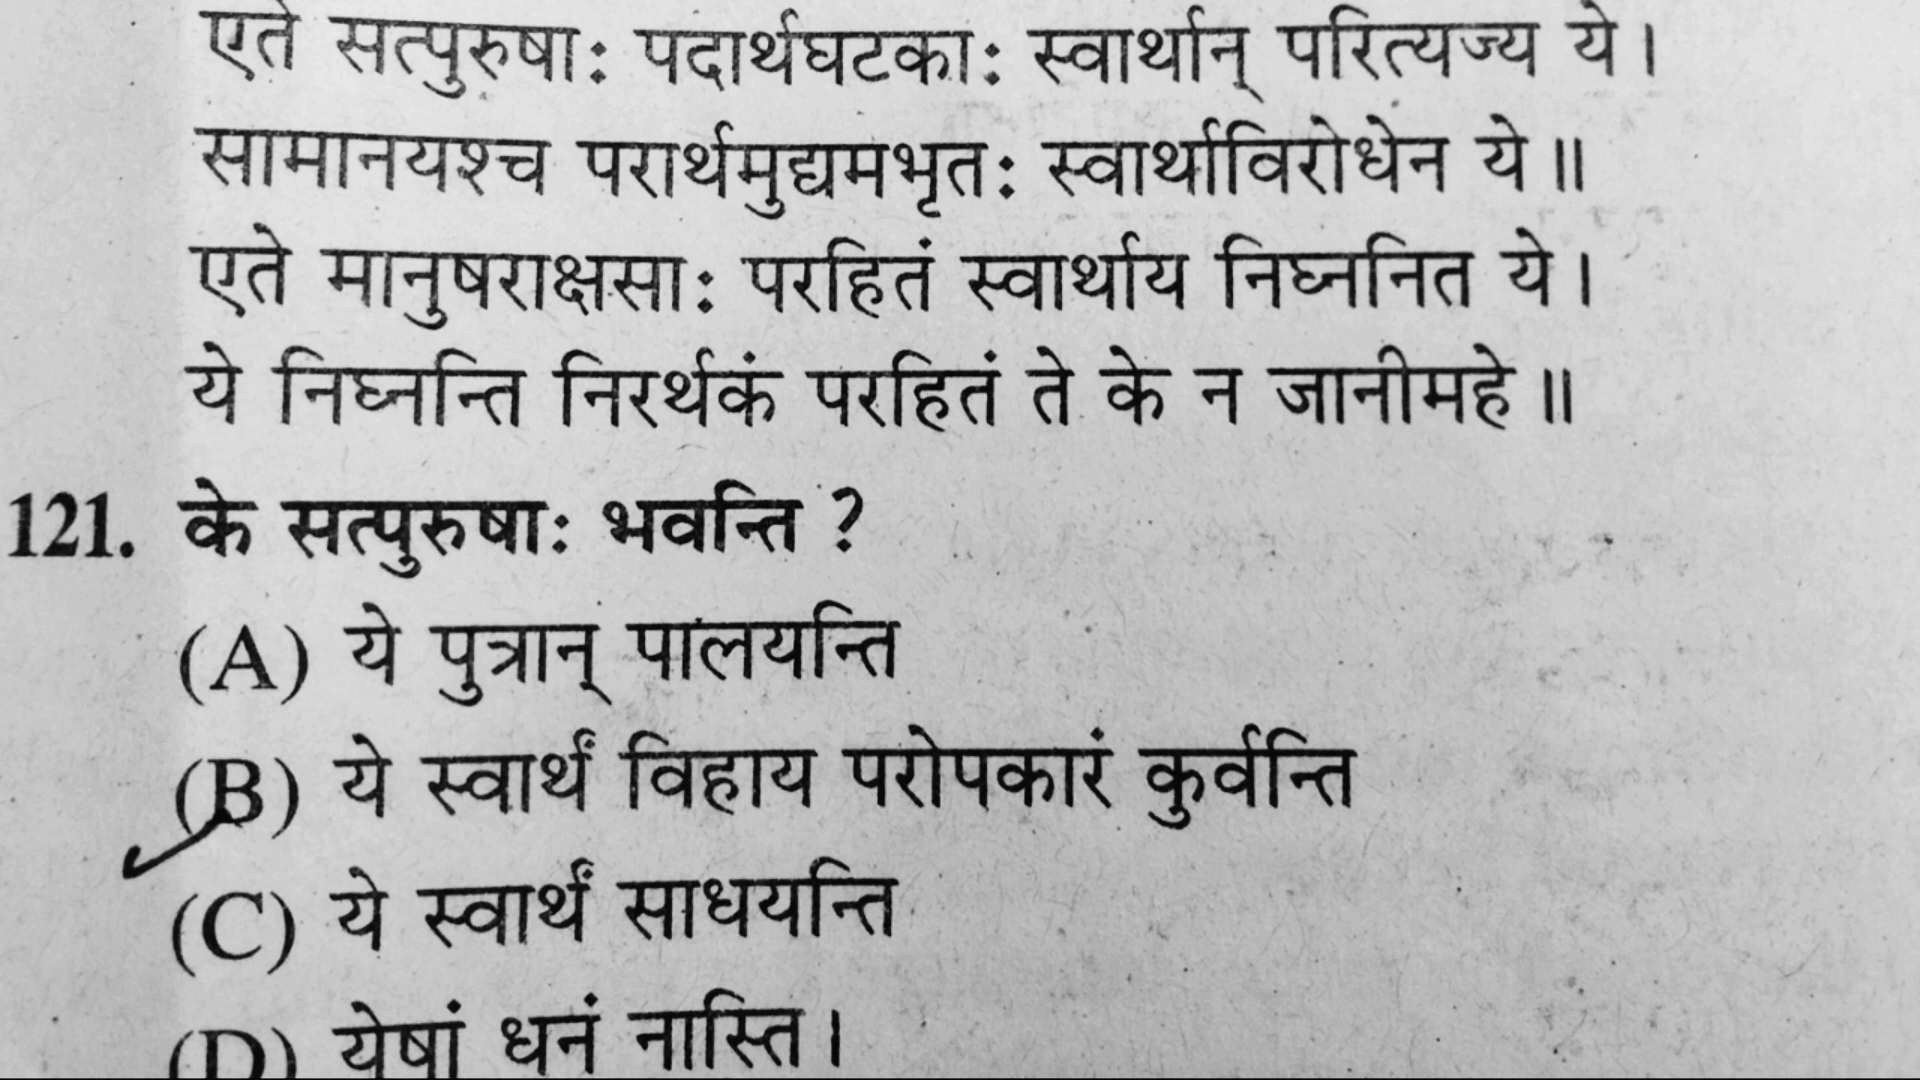 एते सत्पुरुषाः पदार्थघटकाः स्वार्थान् परित्यज्य ये।
सामानयश्च परार्थमुद्यमभृतः स्वार्थाविरोधेन ये॥
एते मानुषराक्षसाः परहितं स्वार्थाय निघ्ननित ये।
ये निघ्नन्ति निरर्थकं परहितं ते के न जानीमहे॥
121. के सत्पुरुषाः भवन्ति ?
(A) ये पुत्रान् पालयन्ति
(B) ये स्वार्थं विहाय परोपकारं कुर्वन्ति
(C) ये स्वार्थं साधयन्ति
(D) येषां धनं नास्ति।